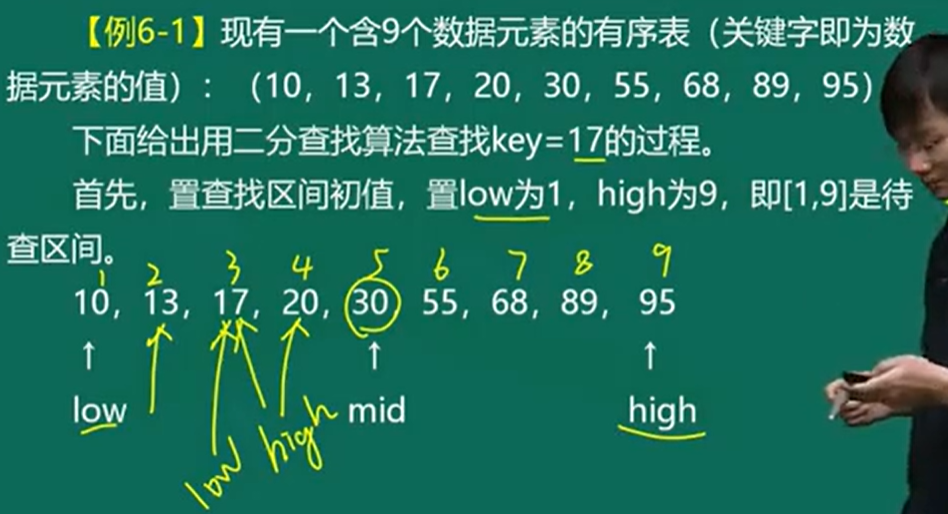 【例6-1】现有一个含9个数据元素的有序表（关键字即为数
据元素的值）：（10，13，17，20，30，55，68，89，95）
下面给出用二分查找算法查找key=17的过程。
首先，置查找区间初值，置low为1，high为9，即[1,9]是待
查区间。
1 2 3 4 5 6 7 8 9
10, 13, 17, 20, 30 55, 68, 89, 95
↑ ↑ ↑
low mid high
low high